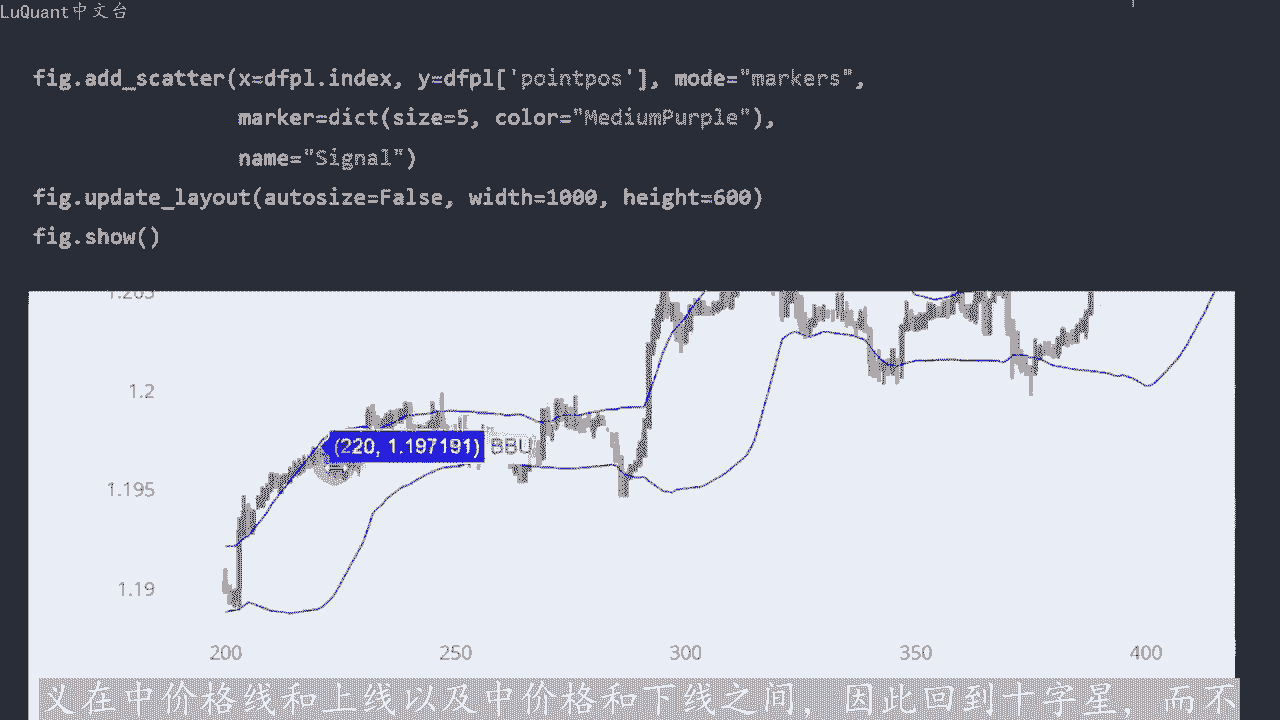 LuQuant中文台
fig.add_scatter(x=dfpl.index, y=dfpl['pointpos'], mode="markers",
marker=dict(size=5, color="MediumPurple"),
name="Signal")
fig.update_layout(autosize=False, width=1000, height=600)
fig.show()
1.205
1.2
(220, 1.197191) BBU
1.195
1.19
200 250 300 350 400
义在中价格线和上线以及中价格和下线之间，因此回到十字星，而不